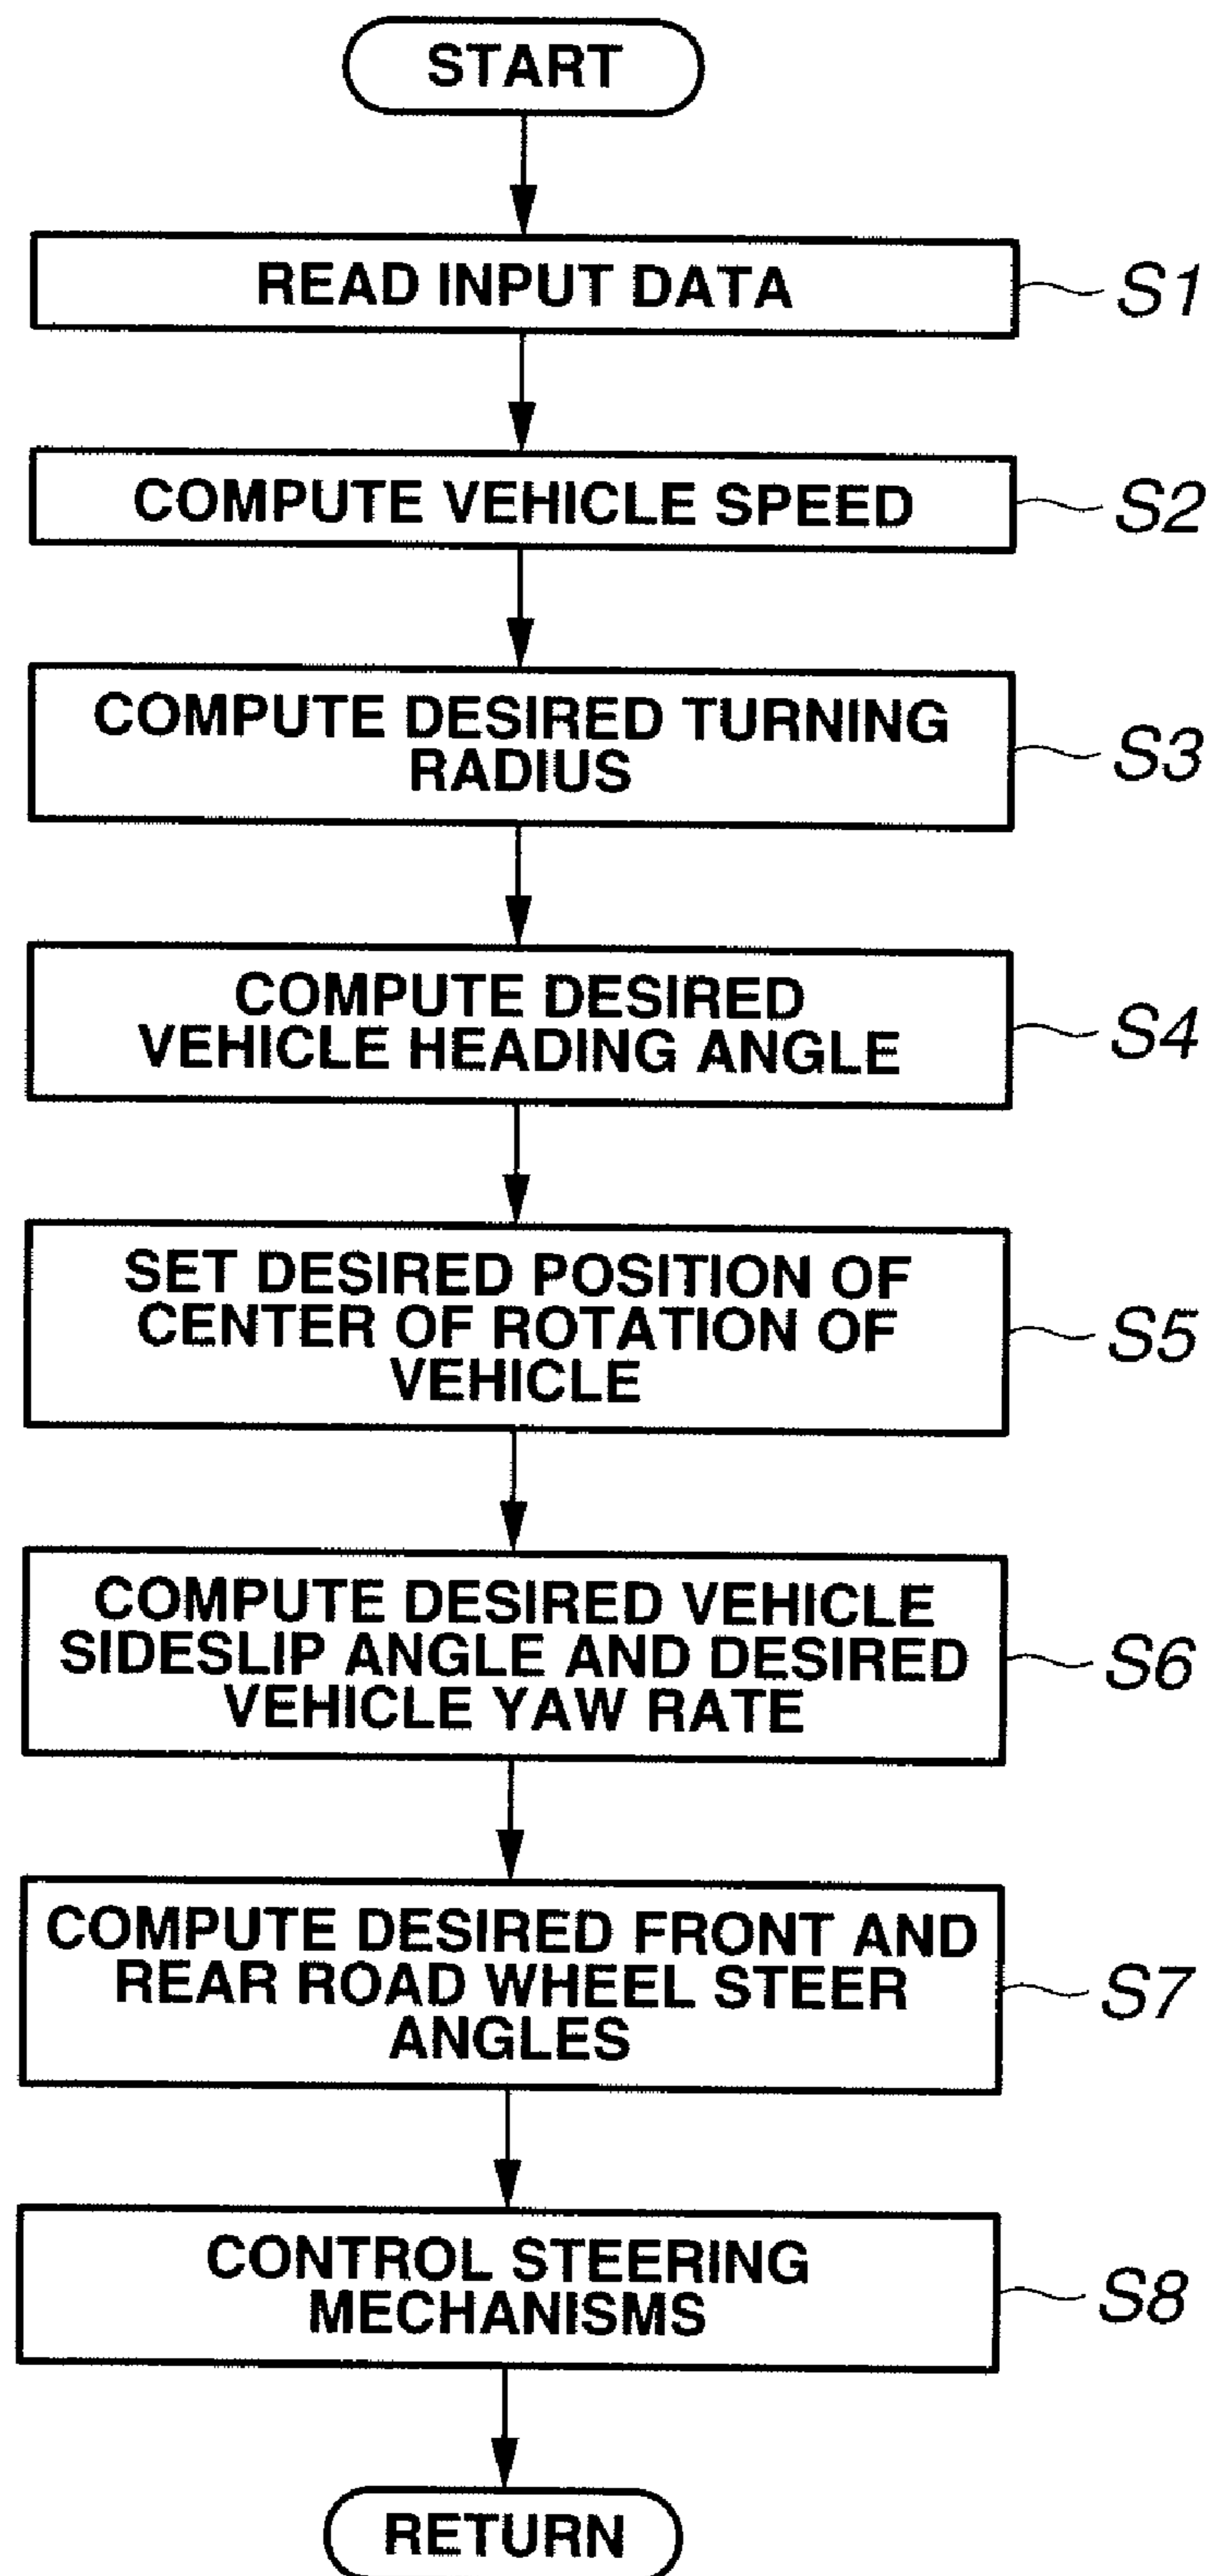 START
READ INPUT DATA
S1
COMPUTE VEHICLE SPEED
S2
COMPUTE DESIRED TURNING
RADIUS
S3
COMPUTE DESIRED
VEHICLE HEADING ANGLE
S4
SET DESIRED POSITION OF
CENTER OF ROTATION OF
VEHICLE
S5
COMPUTE DESIRED VEHICLE
SIDESLIP ANGLE AND DESIRED
VEHICLE YAW RATE
S6
COMPUTE DESIRED FRONT AND
REAR ROAD WHEEL STEER
ANGLES
S7
CONTROL STEERING
MECHANISMS
S8
RETURN